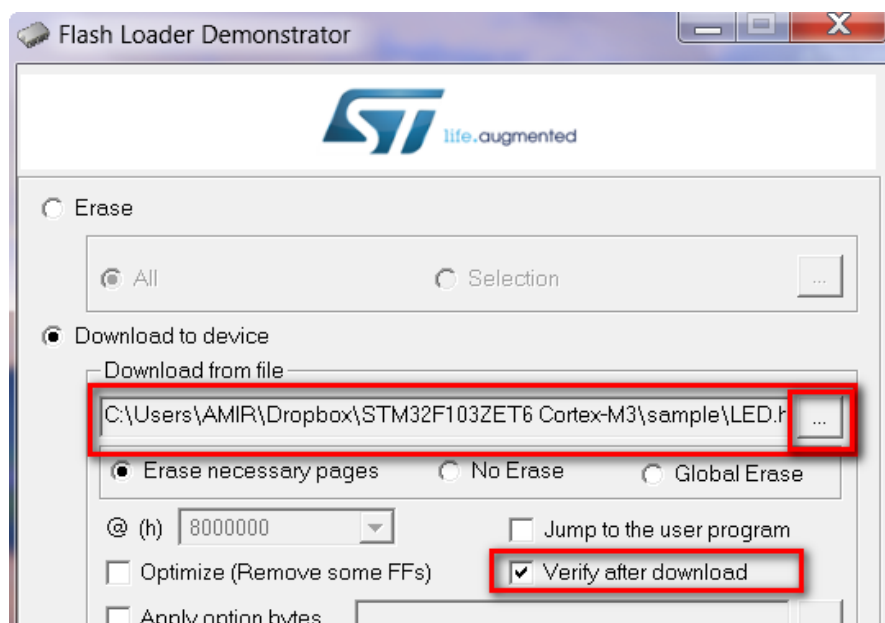 Flash Loader Demonstrator
ST life.augmented
Erase
All Selection ...
Download to device
Download from file
C:\Users\AMIR\Dropbox\STM32F103ZET6 Cortex-M3\sample\LED.h ...
Erase necessary pages No Erase Global Erase
@ (h) 8000000 Jump to the user program
Optimize (Remove some FFs) Verify after download
Apply option bytes